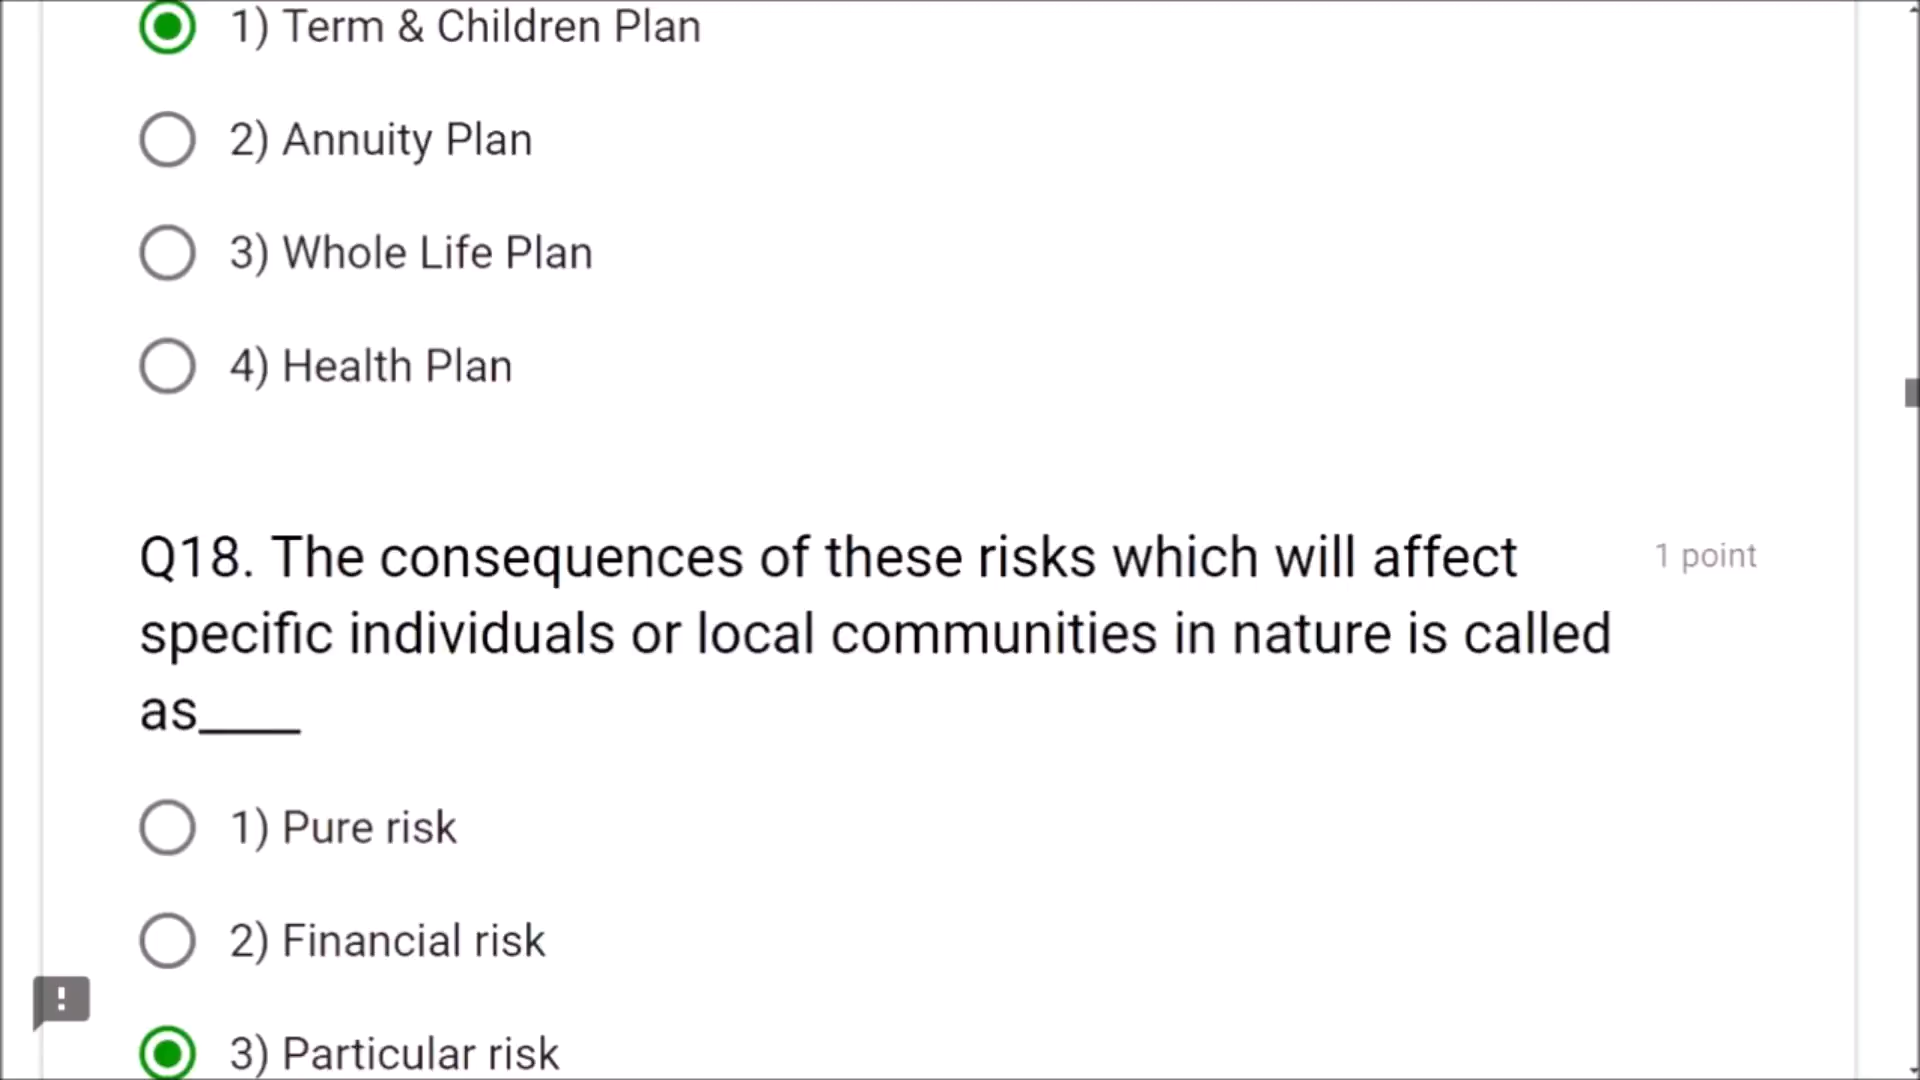 1) Term & Children Plan
2) Annuity Plan
3) Whole Life Plan
4) Health Plan
Q18. The consequences of these risks which will affect 1 point
specific individuals or local communities in nature is called
as____
1) Pure risk
2) Financial risk
3) Particular risk